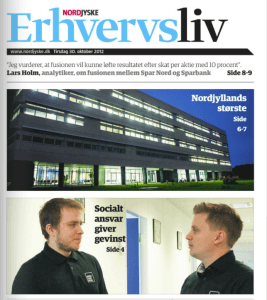 NORDJYSKE
Erhvervsliv
www.nordjyske.dk Tirsdag 30. oktober 2012
"Jeg vurderer, at fusionen vil kunne løfte resultatet efter skat per aktie med 10 procent".
Lars Holm, analytiker, om fusionen mellem Spar Nord og Sparbank Side 8-9
Nordjyllands
største
Side
6-7
Socialt
ansvar
giver
gevinst
Side 4